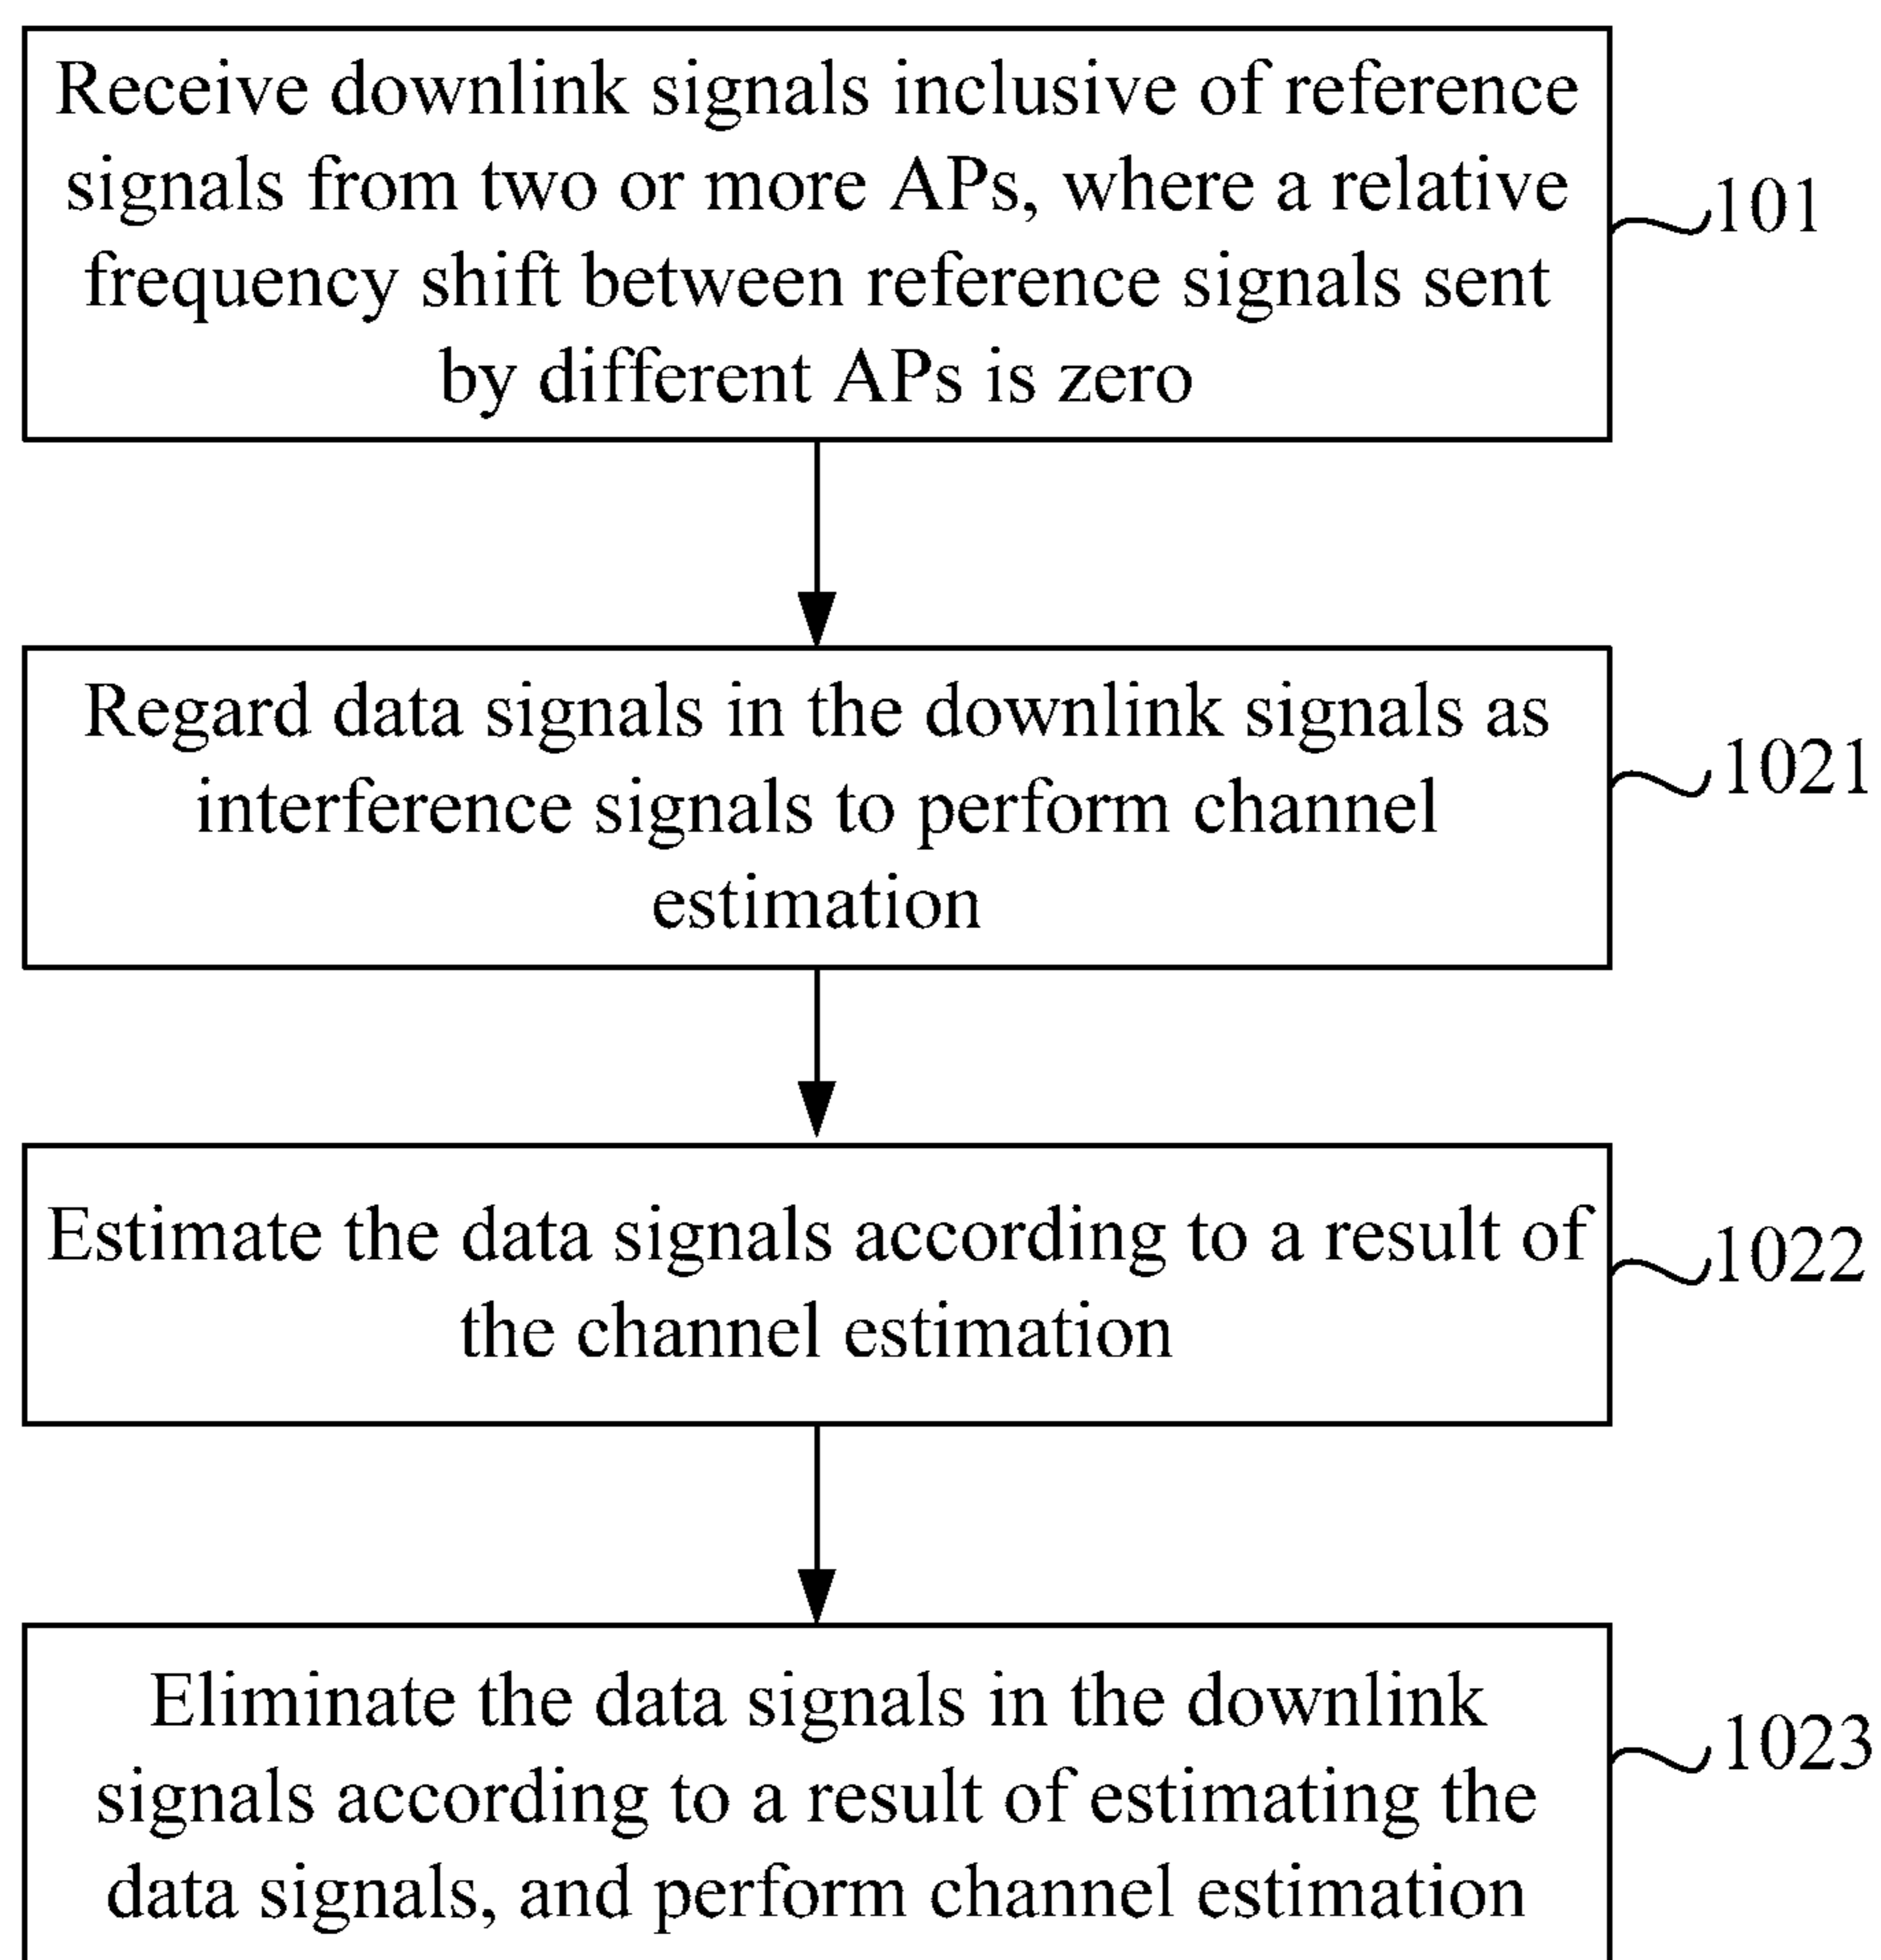 Receive downlink signals inclusive of reference
signals from two or more APs, where a relative
frequency shift between reference signals sent
by different APs is zero
101
Regard data signals in the downlink signals as
interference signals to perform channel
estimation
1021
Estimate the data signals according to a result of
the channel estimation
1022
Eliminate the data signals in the downlink
signals according to a result of estimating the
data signals, and perform channel estimation
1023